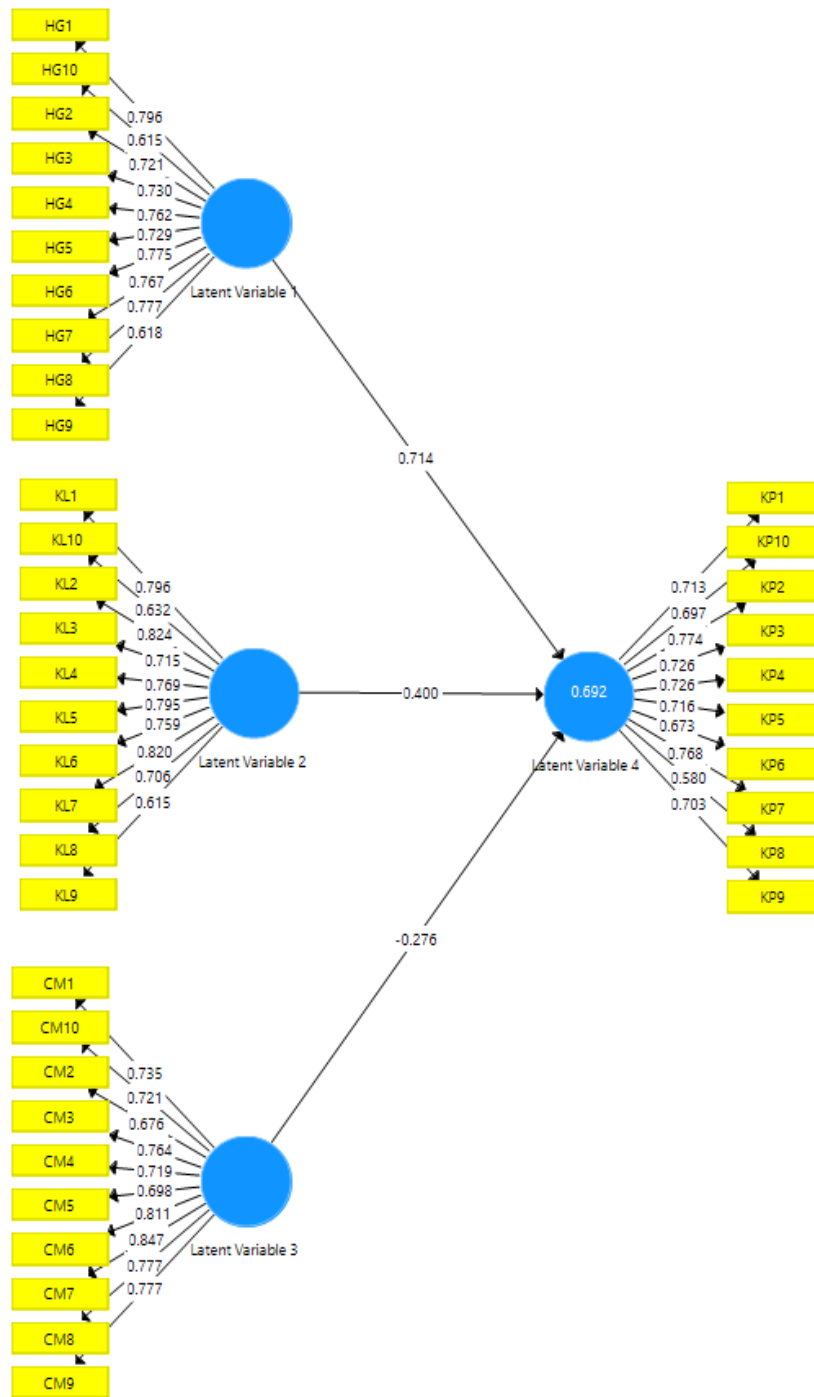 HG1
HG10
HG2
HG3
HG4
HG5
HG6
HG7
HG8
HG9
0.796
0.615
0.721
0.730
0.762
0.729
0.775
0.767
0.777
0.618
Latent Variable 1
0.714
KL1
KL10
KL2
KL3
KL4
KL5
KL6
KL7
KL8
KL9
0.796
0.632
0.824
0.715
0.769
0.795
0.759
0.820
0.706
0.615
Latent Variable 2
0.400
0.692
Latent Variable 4
0.713
0.697
0.774
0.726
0.726
0.716
0.673
0.768
0.580
0.703
KP1
KP10
KP2
KP3
KP4
KP5
KP6
KP7
KP8
KP9
-0.276
CM1
CM10
CM2
CM3
CM4
CM5
CM6
CM7
CM8
CM9
0.735
0.721
0.676
0.764
0.719
0.698
0.811
0.847
0.777
0.777
Latent Variable 3